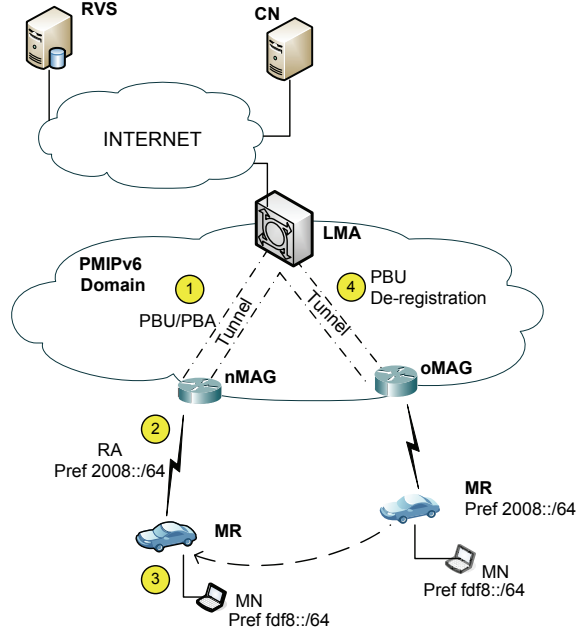 RVS
CN
INTERNET
LMA
PMIPv6
Domain
1
PBU/PBA
Tunnel
Tunnel
4
PBU
De-registration
nMAG
oMAG
2
RA
Pref 2008::/64
MR
Pref 2008::/64
MR
3
MN
Pref fdf8::/64
MN
Pref fdf8::/64